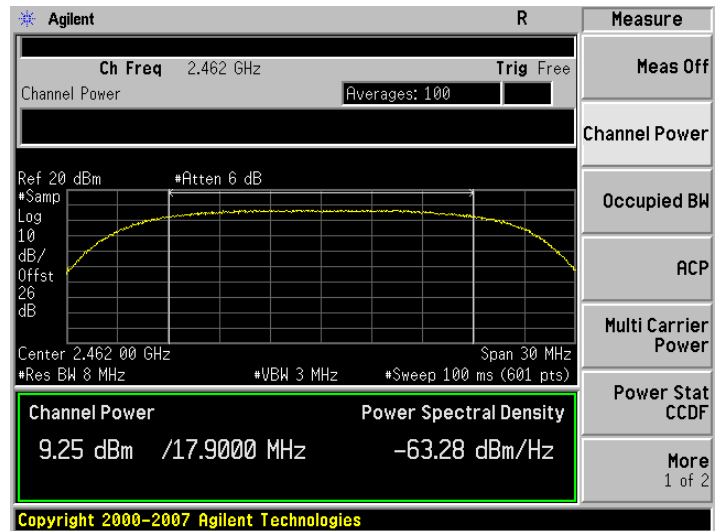 Agilent R Measure
Ch Freq 2.462 GHz Trig Free
Channel Power Averages: 100
Meas Off
Channel Power
Occupied BW
ACP
Multi Carrier
Power
Power Stat
CCDF
More
1 of 2
Ref 20 dBm #Atten 6 dB
#Samp
Log
10
dB/
Offst
26
dB
Center 2.462 00 GHz Span 30 MHz
#Res BW 8 MHz #VBW 3 MHz #Sweep 100 ms (601 pts)
Channel Power Power Spectral Density
9.25 dBm /17.9000 MHz -63.28 dBm/Hz
Copyright 2000-2007 Agilent Technologies